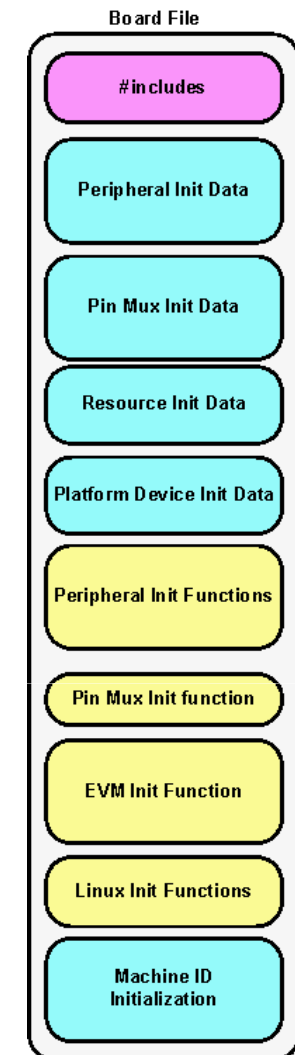 Board File
#includes
Peripheral Init Data
Pin Mux Init Data
Resource Init Data
Platform Device Init Data
Peripheral Init Functions
Pin Mux Init function
EVM Init Function
Linux Init Functions
Machine ID
Initialization